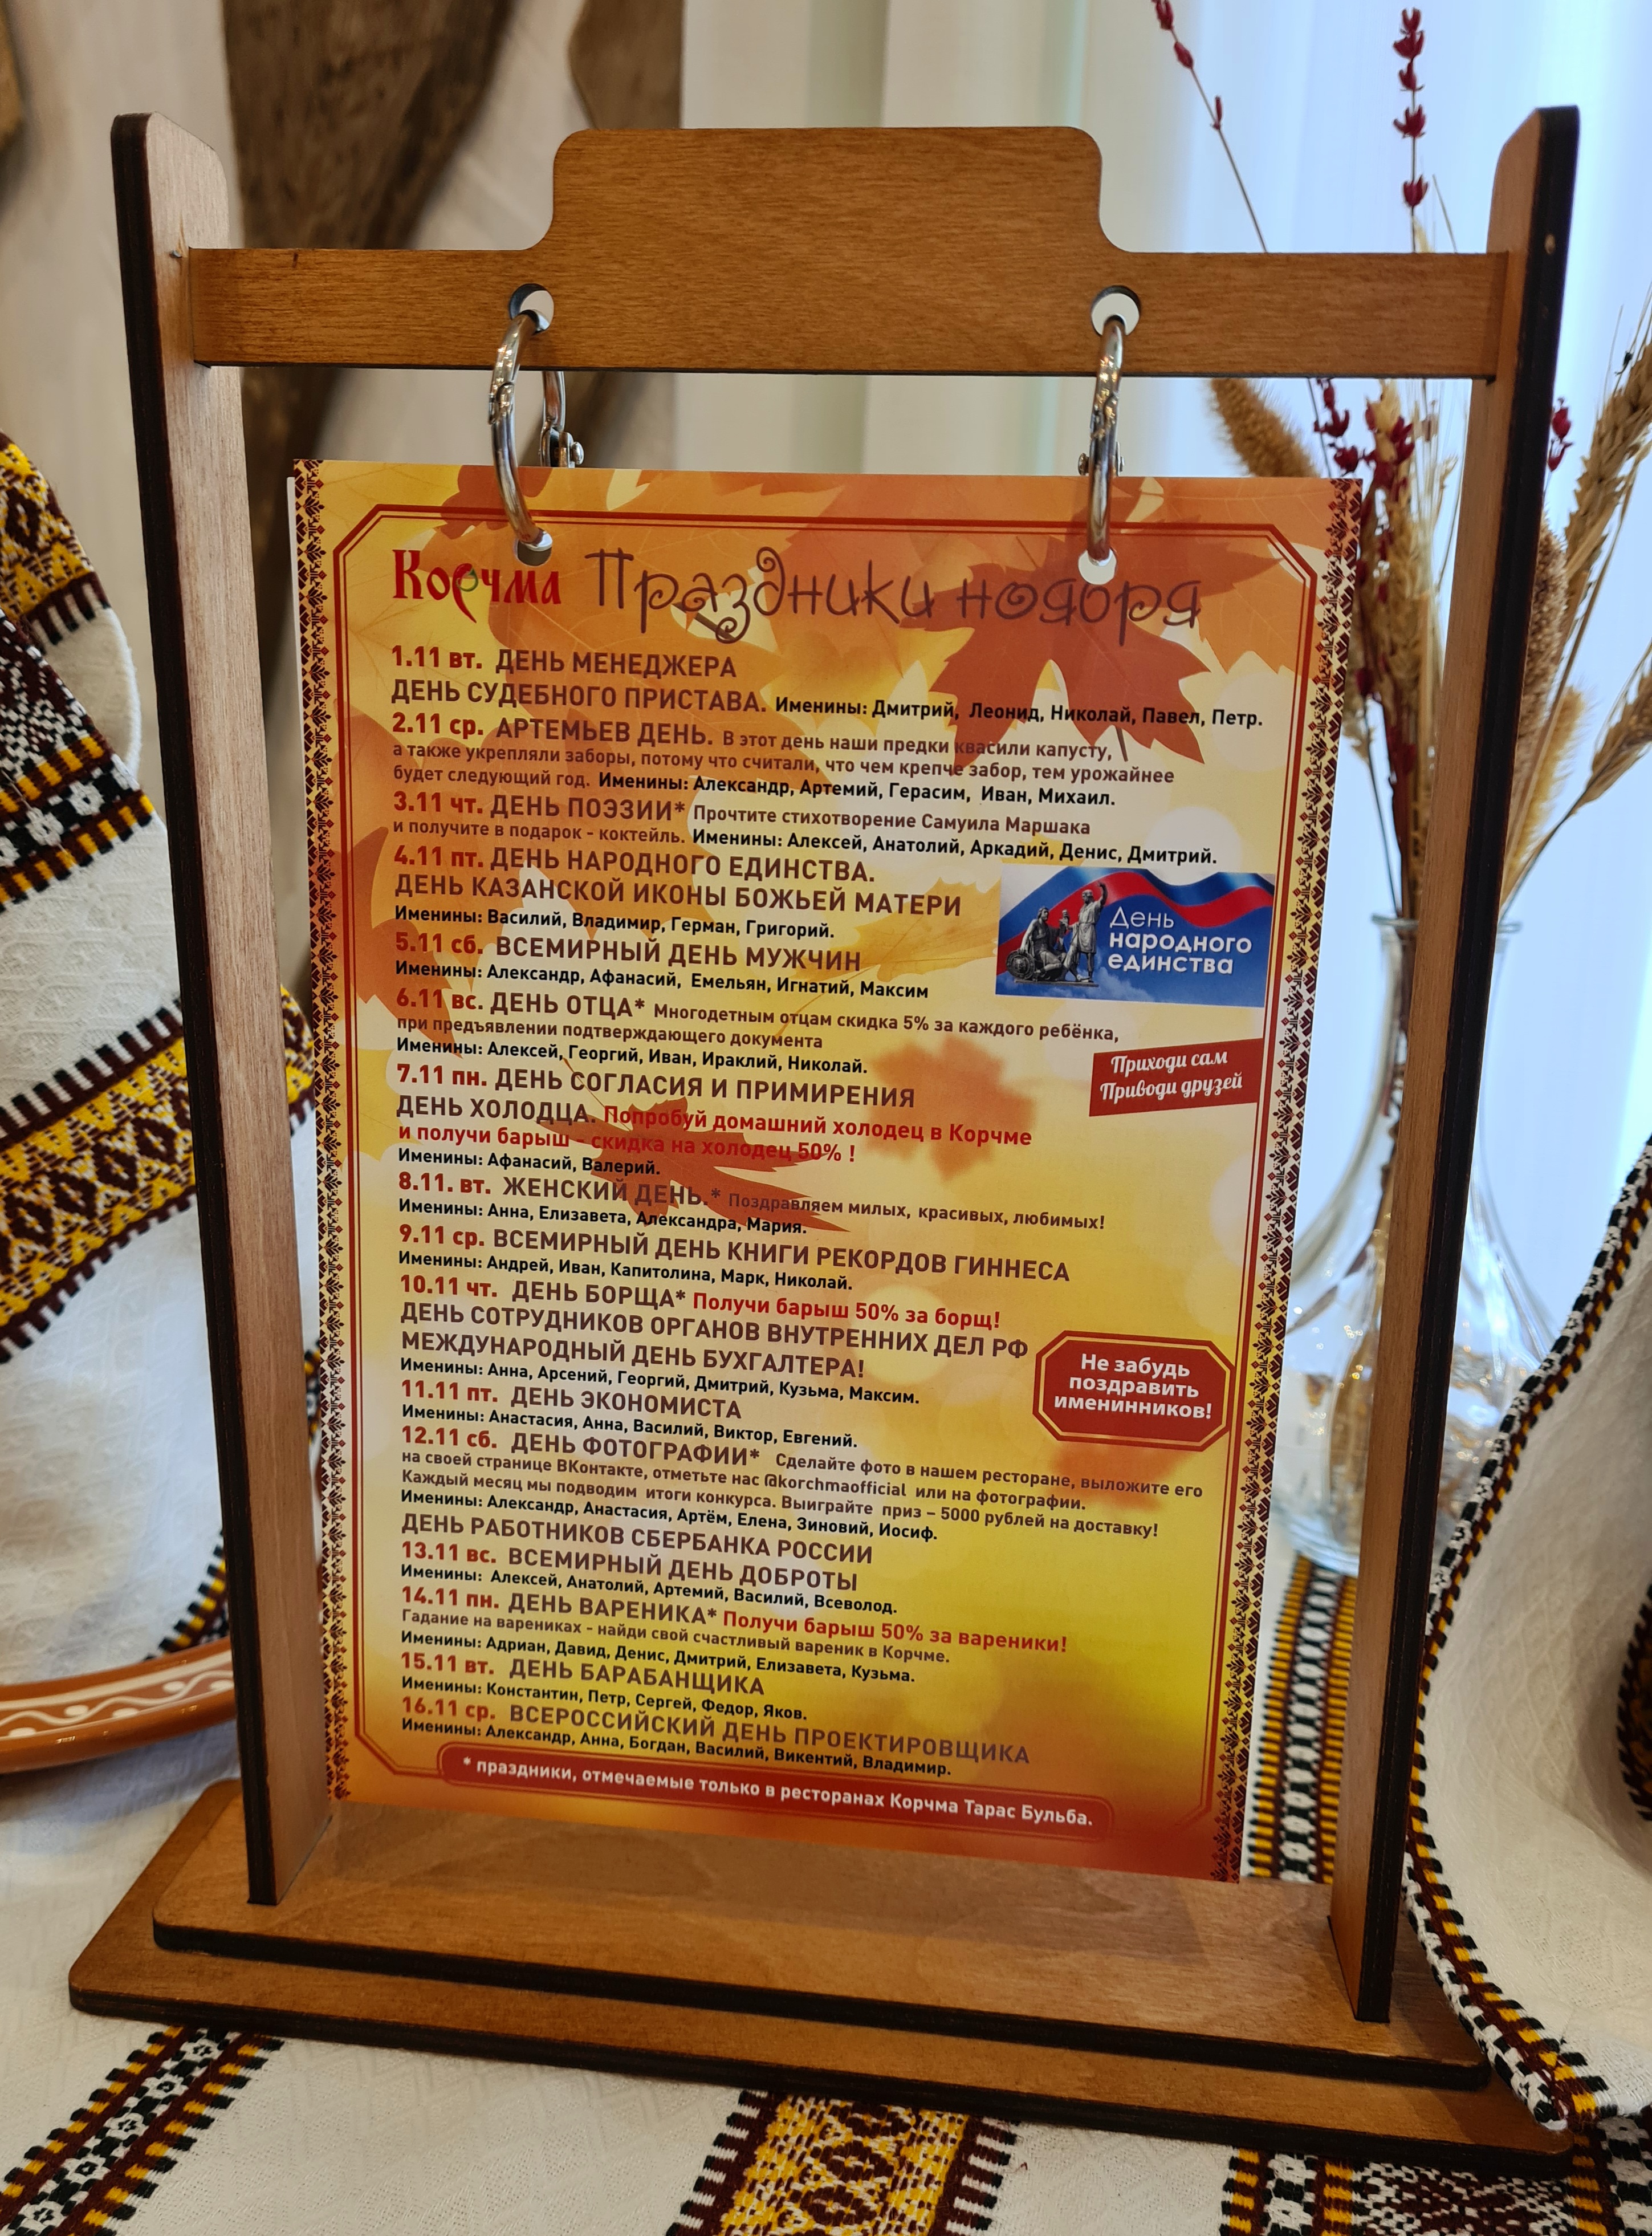 Корчма Праздники ноября
1.11 вт. ДЕНЬ МЕНЕДЖЕРА
ДЕНЬ СУДЕБНОГО ПРИСТАВА. Именины: Дмитрий, Леонид, Николай, Павел, Петр.
2.11 ср. АРТЕМЬЕВ ДЕНЬ. В этот день наши предки квасили капусту,
а также укрепляли заборы, потому что считали, что чем крепче забор, тем урожайнее
будет следующий год. Именины: Александр, Артемий, Герасим, Иван, Михаил.
3.11 чт. ДЕНЬ ПОЭЗИИ* Прочтите стихотворение Самуила Маршака
и получите в подарок - коктейль. Именины: Алексей, Анатолий, Аркадий, Денис, Дмитрий.
4.11 пт. ДЕНЬ НАРОДНОГО ЕДИНСТВА.
ДЕНЬ КАЗАНСКОЙ ИКОНЫ БОЖЬЕЙ МАТЕРИ
Именины: Василий, Владимир, Герман, Григорий.
День
народного
единства
5.11 сб. ВСЕМИРНЫЙ ДЕНЬ МУЖЧИН
Именины: Александр, Афанасий, Емельян, Игнатий, Максим
6.11 вс. ДЕНЬ ОТЦА* Многодетным отцам скидка 5% за каждого ребёнка,
при предъявлении подтверждающего документа
Именины: Алексей, Георгий, Иван, Ираклий, Николай.
Приходи сам
Приводи друзей
7.11 пн. ДЕНЬ СОГЛАСИЯ И ПРИМИРЕНИЯ
ДЕНЬ ХОЛОДЦА. Попробуй домашний холодец в Корчме
и получи барыш - скидка на холодец 50% !
Именины: Афанасий, Валерий.
8.11. вт. ЖЕНСКИЙ ДЕНЬ.* Поздравляем милых, красивых, любимых!
Именины: Анна, Елизавета, Александра, Мария.
9.11 ср. ВСЕМИРНЫЙ ДЕНЬ КНИГИ РЕКОРДОВ ГИННЕСА
Именины: Андрей, Иван, Капитолина, Марк, Николай.
10.11 чт. ДЕНЬ БОРЩА* Получи барыш 50% за борщ!
ДЕНЬ СОТРУДНИКОВ ОРГАНОВ ВНУТРЕННИХ ДЕЛ РФ
МЕЖДУНАРОДНЫЙ ДЕНЬ БУХГАЛТЕРА!
Именины: Анна, Арсений, Георгий, Дмитрий, Кузьма, Максим.
Не забудь
поздравить
именинников!
11.11 пт. ДЕНЬ ЭКОНОМИСТА
Именины: Анастасия, Анна, Василий, Виктор, Евгений.
12.11 сб. ДЕНЬ ФОТОГРАФИИ* Сделайте фото в нашем ресторане, выложите его
на своей странице ВКонтакте, отметьте нас @korchmaofficial или на фотографии.
Каждый месяц мы подводим итоги конкурса. Выиграйте приз – 5000 рублей на доставку!
Именины: Александр, Анастасия, Артём, Елена, Зиновий, Иосиф.
ДЕНЬ РАБОТНИКОВ СБЕРБАНКА РОССИИ
13.11 вс. ВСЕМИРНЫЙ ДЕНЬ ДОБРОТЫ
Именины: Алексей, Анатолий, Артемий, Василий, Всеволод.
14.11 пн. ДЕНЬ ВАРЕНИКА* Получи барыш 50% за вареники!
Гадание на варениках - найди свой счастливый вареник в Корчме.
Именины: Адриан, Давид, Денис, Дмитрий, Елизавета, Кузьма.
15.11 вт. ДЕНЬ БАРАБАНЩИКА
Именины: Константин, Петр, Сергей, Федор, Яков.
16.11 ср. ВСЕРОССИЙСКИЙ ДЕНЬ ПРОЕКТИРОВЩИКА
Именины: Александр, Анна, Богдан, Василий, Викентий, Владимир.
* праздники, отмечаемые только в ресторанах Корчма Тарас Бульба.